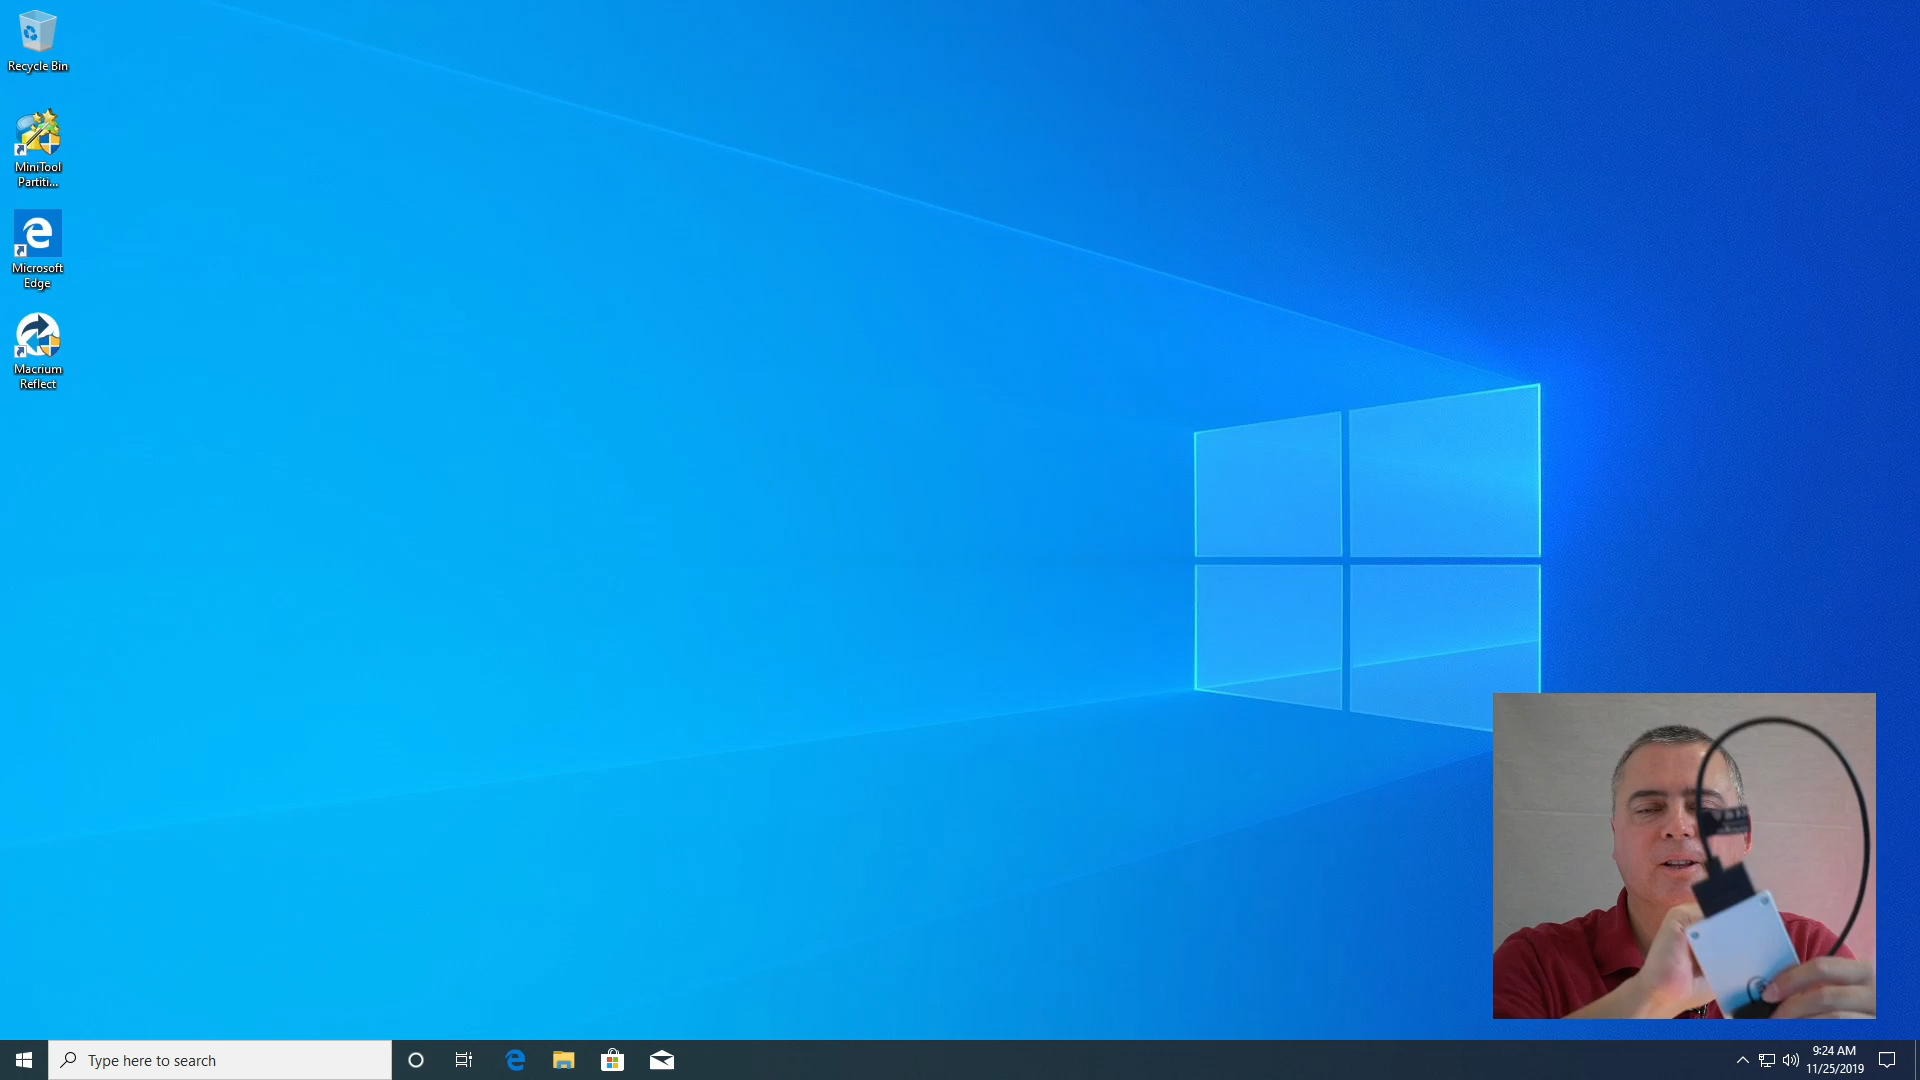 Recycle Bin
MiniTool
Partiti...
Microsoft
Edge
Macrium
Reflect
Type here to search
9:24 AM
11/25/2019